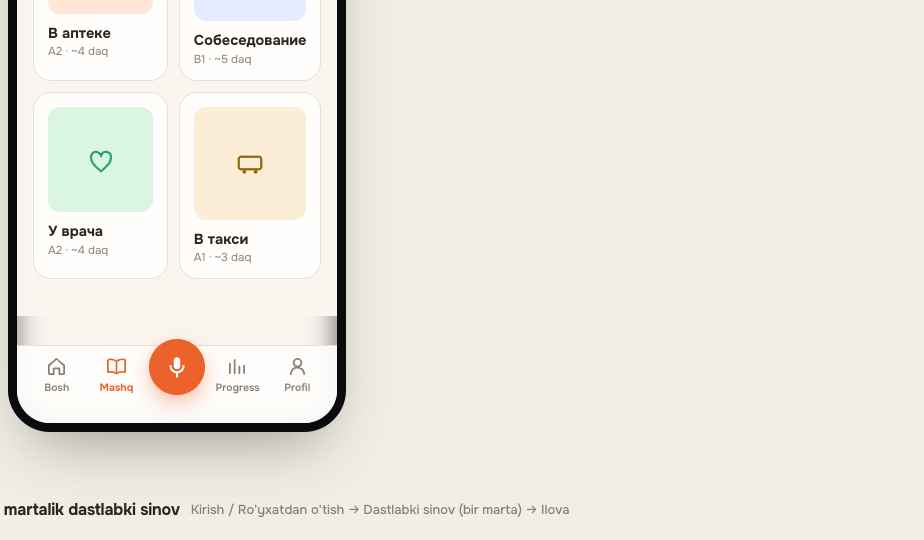 В аптеке
A2 · ~4 daq
Собеседование
B1 · ~5 daq
У врача
A2 · ~4 daq
В такси
A1 · ~3 daq
Bosh
Mashq
Progress
Profil
martalik dastlabki sinov Kirish / Ro'yxatdan o'tish → Dastlabki sinov (bir marta) → Ilova